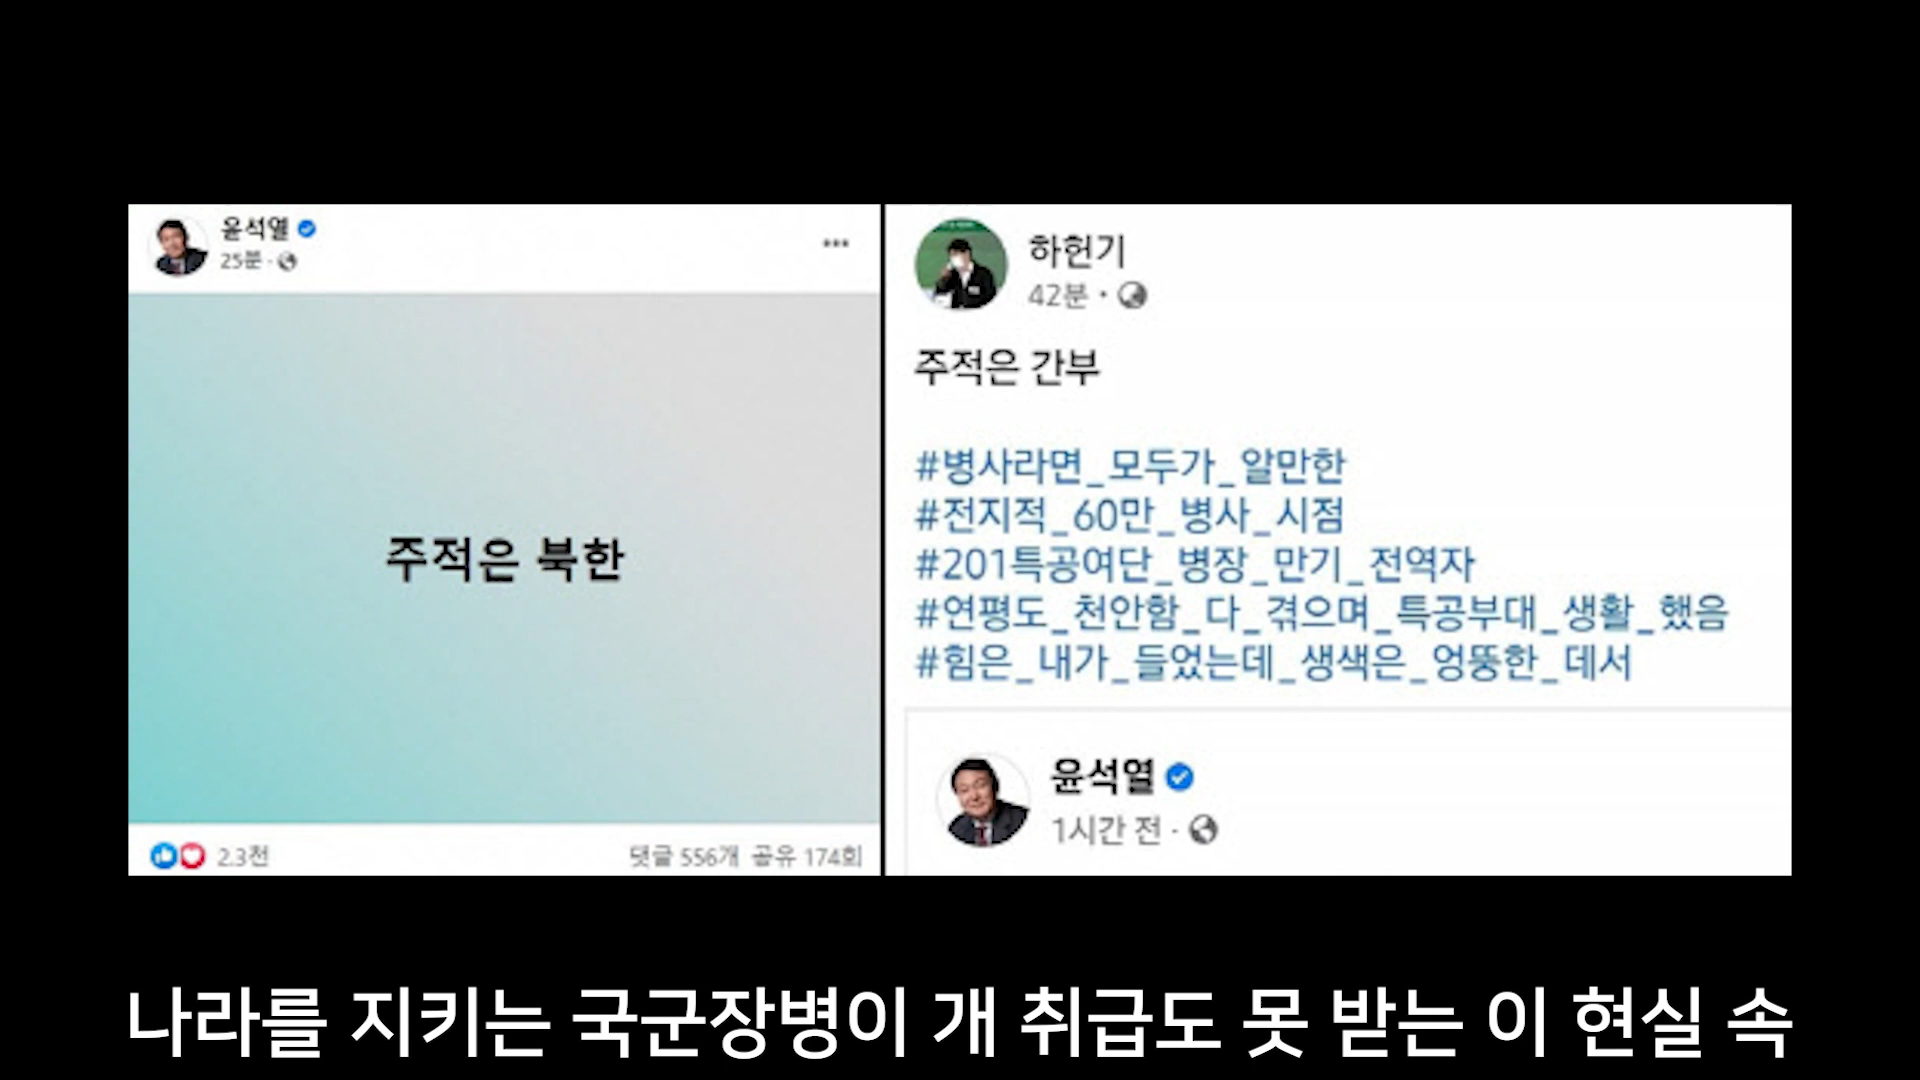 윤석열
25분 ·
주적은 북한
2.3천
댓글 556개 공유 174회
하헌기
42분 ·
주적은 간부
#병사라면_모두가_알만한
#전지적_60만_병사_시점
#201특공여단_병장_만기_전역자
#연평도_천안함_다_겪으며_특공부대_생활_했음
#힘은_내가_들었는데_생색은_엉뚱한_데서
윤석열
1시간 전 ·
나라를 지키는 국군장병이 개 취급도 못 받는 이 현실 속